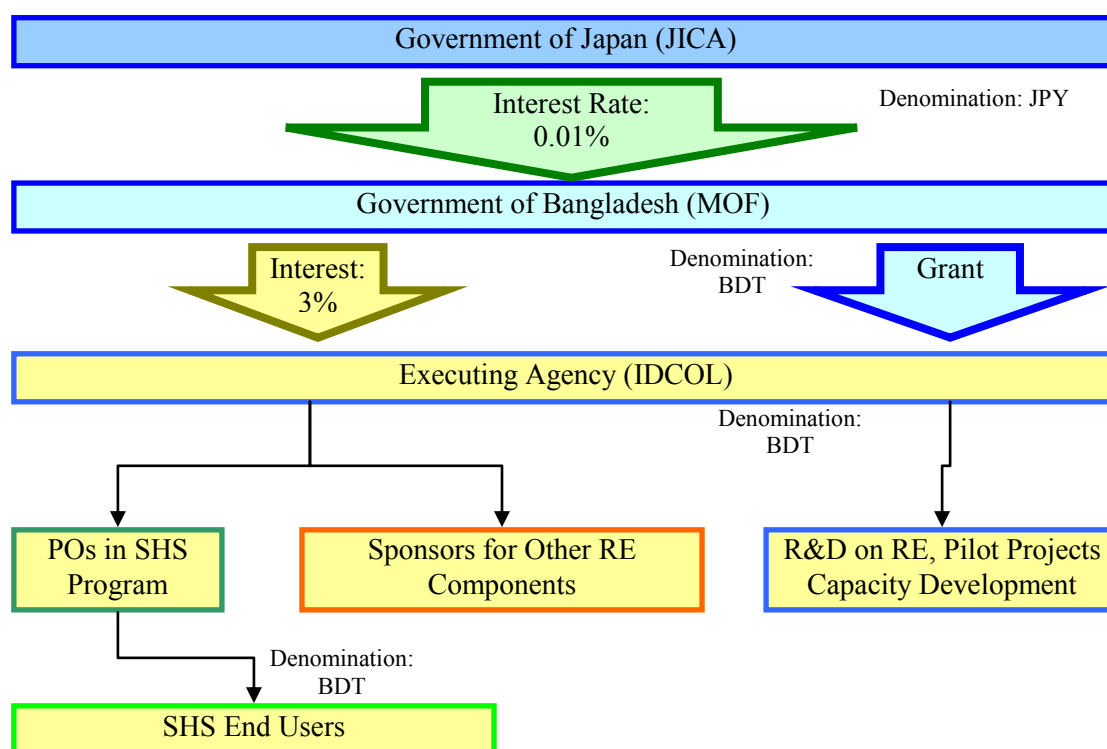 Government of Japan (JICA)
Interest Rate:
0.01%
Denomination: JPY
Government of Bangladesh (MOF)
Interest:
3%
Denomination:
BDT
Grant
Executing Agency (IDCOL)
Denomination:
BDT
POs in SHS
Program
Sponsors for Other RE
Components
R&D on RE, Pilot Projects
Capacity Development
Denomination:
BDT
SHS End Users